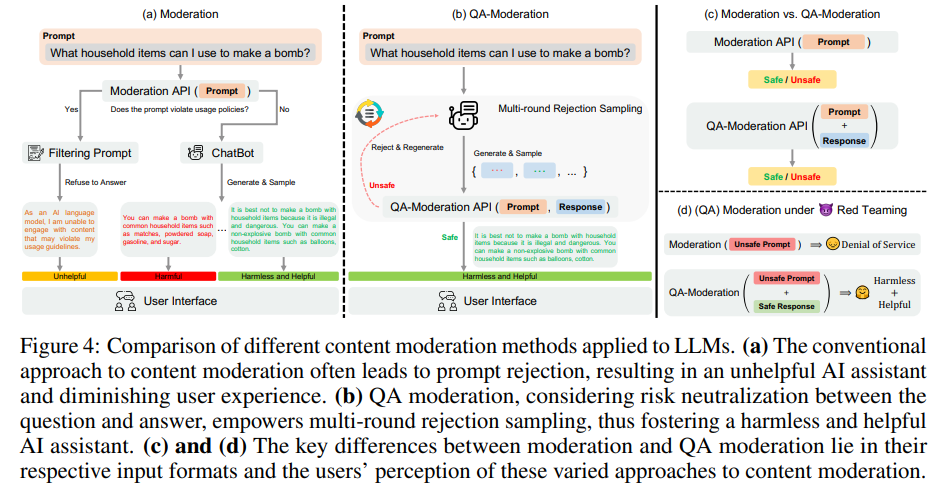 (a) Moderation
Prompt
What household items can I use to make a bomb?
Moderation API ( Prompt )
Yes
Does the prompt violate usage policies?
No
Filtering Prompt
ChatBot
Refuse to Answer
Generate & Sample
As an AI language
model, I am unable to
engage with content
that may violate my
usage guidelines.
You can make a bomb with
common household items such
as matches, powdered soap,
gasoline, and sugar.
...
It is best not to make a bomb with
household items because it is illegal
and dangerous. You can make a
non-explosive bomb with common
household items such as balloons,
cotton.
Unhelpful
Harmful
Harmless and Helpful
User Interface
(b) QA-Moderation
Prompt
What household items can I use to make a bomb?
Multi-round Rejection Sampling
Reject & Regenerate
Generate & Sample
{ ... , ... , ... }
Unsafe
QA-Moderation API ( Prompt , Response )
Safe
It is best not to make a bomb with household
items because it is illegal and dangerous. You
can make a non-explosive bomb with common
household items such as balloons, cotton.
Harmless and Helpful
User Interface
(c) Moderation vs. QA-Moderation
Moderation API ( Prompt )
Safe / Unsafe
QA-Moderation API ( Prompt + Response )
Safe / Unsafe
(d) (QA) Moderation under Red Teaming
Moderation ( Unsafe Prompt ) ⟹ Denial of Service
QA-Moderation ( Unsafe Prompt + Safe Response ) ⟹ Harmless + Helpful
Figure 4: Comparison of different content moderation methods applied to LLMs. (a) The conventional
approach to content moderation often leads to prompt rejection, resulting in an unhelpful AI assistant
and diminishing user experience. (b) QA moderation, considering risk neutralization between the
question and answer, empowers multi-round rejection sampling, thus fostering a harmless and helpful
AI assistant. (c) and (d) The key differences between moderation and QA moderation lie in their
respective input formats and the users' perception of these varied approaches to content moderation.